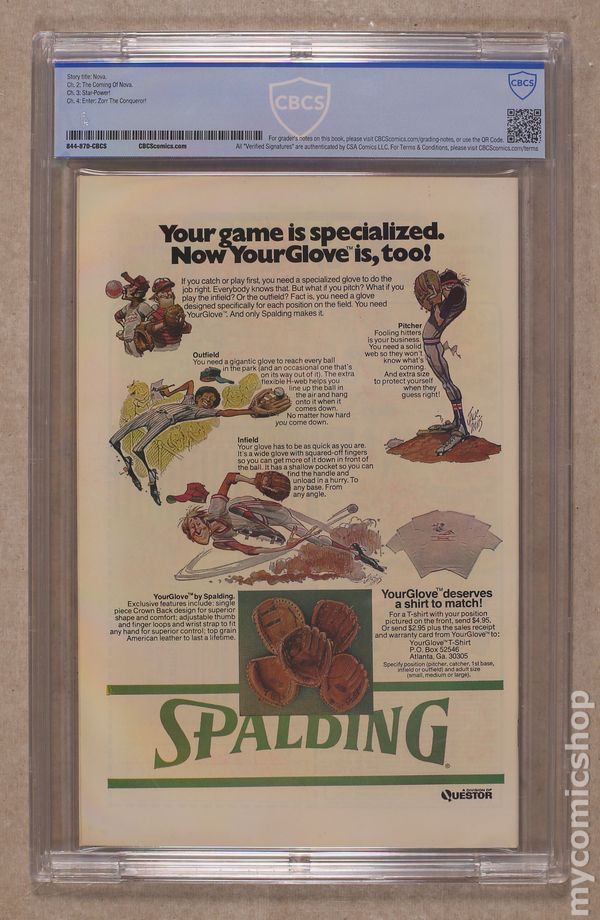 Story title: Nova.
Ch. 2: The Coming Of Nova.
Ch. 3: Star-Power!
Ch. 4: Enter: Zorr The Conqueror!
CBCS
CBCS
844-870-CBCS
CBCScomics.com
For grader's notes on this book, please visit CBCScomics.com/grading-notes, or use the QR Code.
All "Verified Signatures" are authenticated by CSA Comics LLC. For Terms & Conditions, please visit CBCScomics.com/terms
Your game is specialized.
Now YourGlove™ is, too!
If you catch or play first, you need a specialized glove to do the
job right. Everybody knows that. But what if you pitch? What if you
play the infield? Or the outfield? Fact is, you need a glove
designed specifically for each position on the field. You need
YourGlove™. And only Spalding makes it.
Pitcher
Fooling hitters
is your business.
You need a solid
web so they won't
know what's
coming.
And extra size
to protect yourself
when they
guess right!
Outfield
You need a gigantic glove to reach every ball
in the park (and an occasional one that's
on its way out of it). The extra
flexible H-web helps you
line up the ball in
the air and hang
onto it when it
comes down.
No matter how hard
you come down.
Infield
Your glove has to be as quick as you are.
It's a wide glove with squared-off fingers
so you can get more of it down in front of
the ball. It has a shallow pocket so you can
find the handle and
unload in a hurry. To
any base. From
any angle.
YourGlove™ by Spalding.
Exclusive features include: single
piece Crown Back design for superior
shape and comfort; adjustable thumb
and finger loops and wrist strap to fit
any hand for superior control; top grain
American leather to last a lifetime.
YourGlove™ deserves
a shirt to match!
For a T-shirt with your position
pictured on the front, send $4.95.
Or send $2.95 plus the sales receipt
and warranty card from YourGlove™ to:
YourGlove™ T-Shirt
P.O. Box 52546
Atlanta, Ga. 30305
Specify position (pitcher, catcher, 1st base,
infield or outfield) and adult size
(small, medium or large).
SPALDING®
A DIVISION OF
QUESTOR
mycomicshop